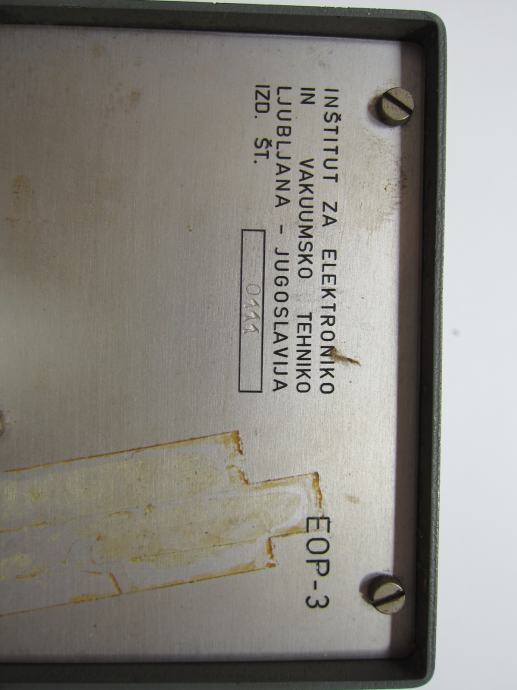 INŠTITUT ZA ELEKTRONIKO
IN VAKUUMSKO TEHNIKO
LJUBLJANA - JUGOSLAVIJA
IZD. ŠT. 0111
EOP-3